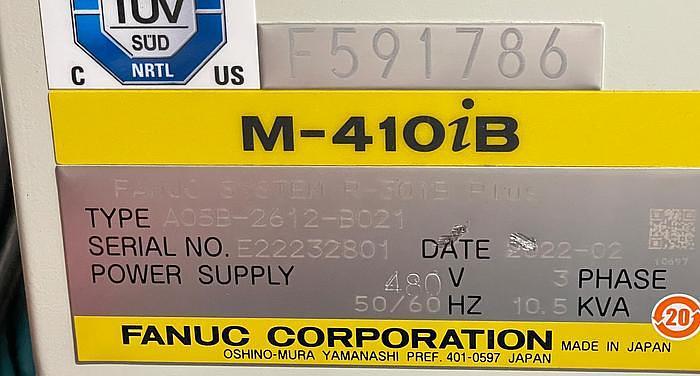 TÜV
SÜD
C NRTL US
F591786
M-410iB
FANUC SYSTEM R-30iB Plus
TYPE A05B-2612-B021
SERIAL NO. E22232801 DATE 2022-02
10697
POWER SUPPLY 480 V 3 PHASE
50/60 HZ 10.5 KVA
20
FANUC CORPORATION MADE IN JAPAN
OSHINO-MURA YAMANASHI PREF. 401-0597 JAPAN